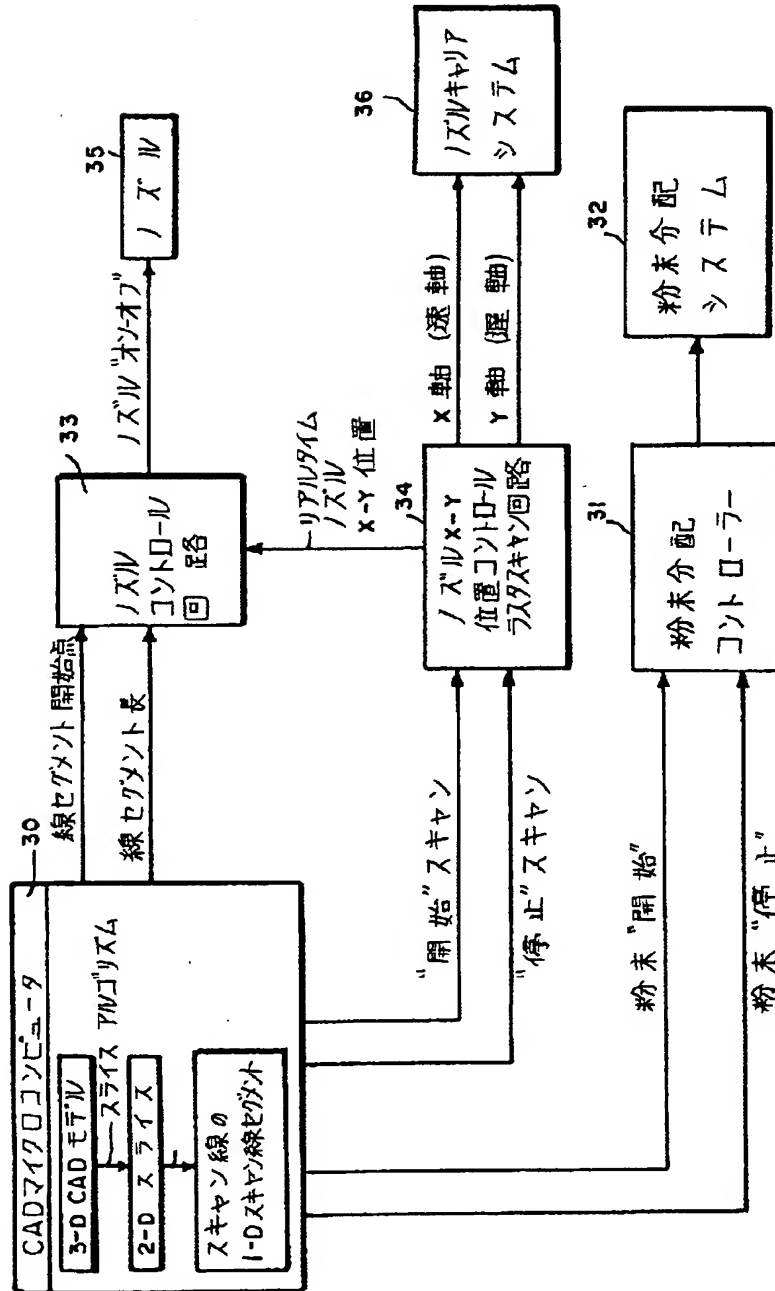 CADマイクロコンピュータ
30
3-D CAD モデル
スライス アルゴリズム
2-D スライス
スキャン線の
1-Dスキャン線セグメント
線セグメント開始点
線セグメント長
33
ノズル
コントロール
回路
ノズル"オン-オフ"
35
ノズル
リアルタイム
ノズル
X-Y 位置
"開始"スキャン
"停止"スキャン
34
ノズルX-Y
位置コントロール
ラスタスキャン回路
X 軸 (速 軸)
Y 軸 (遅 軸)
36
ノズルキャリア
システム
粉末"開始"
粉末"停止"
31
粉末分配
コントローラー
32
粉末分配
システム